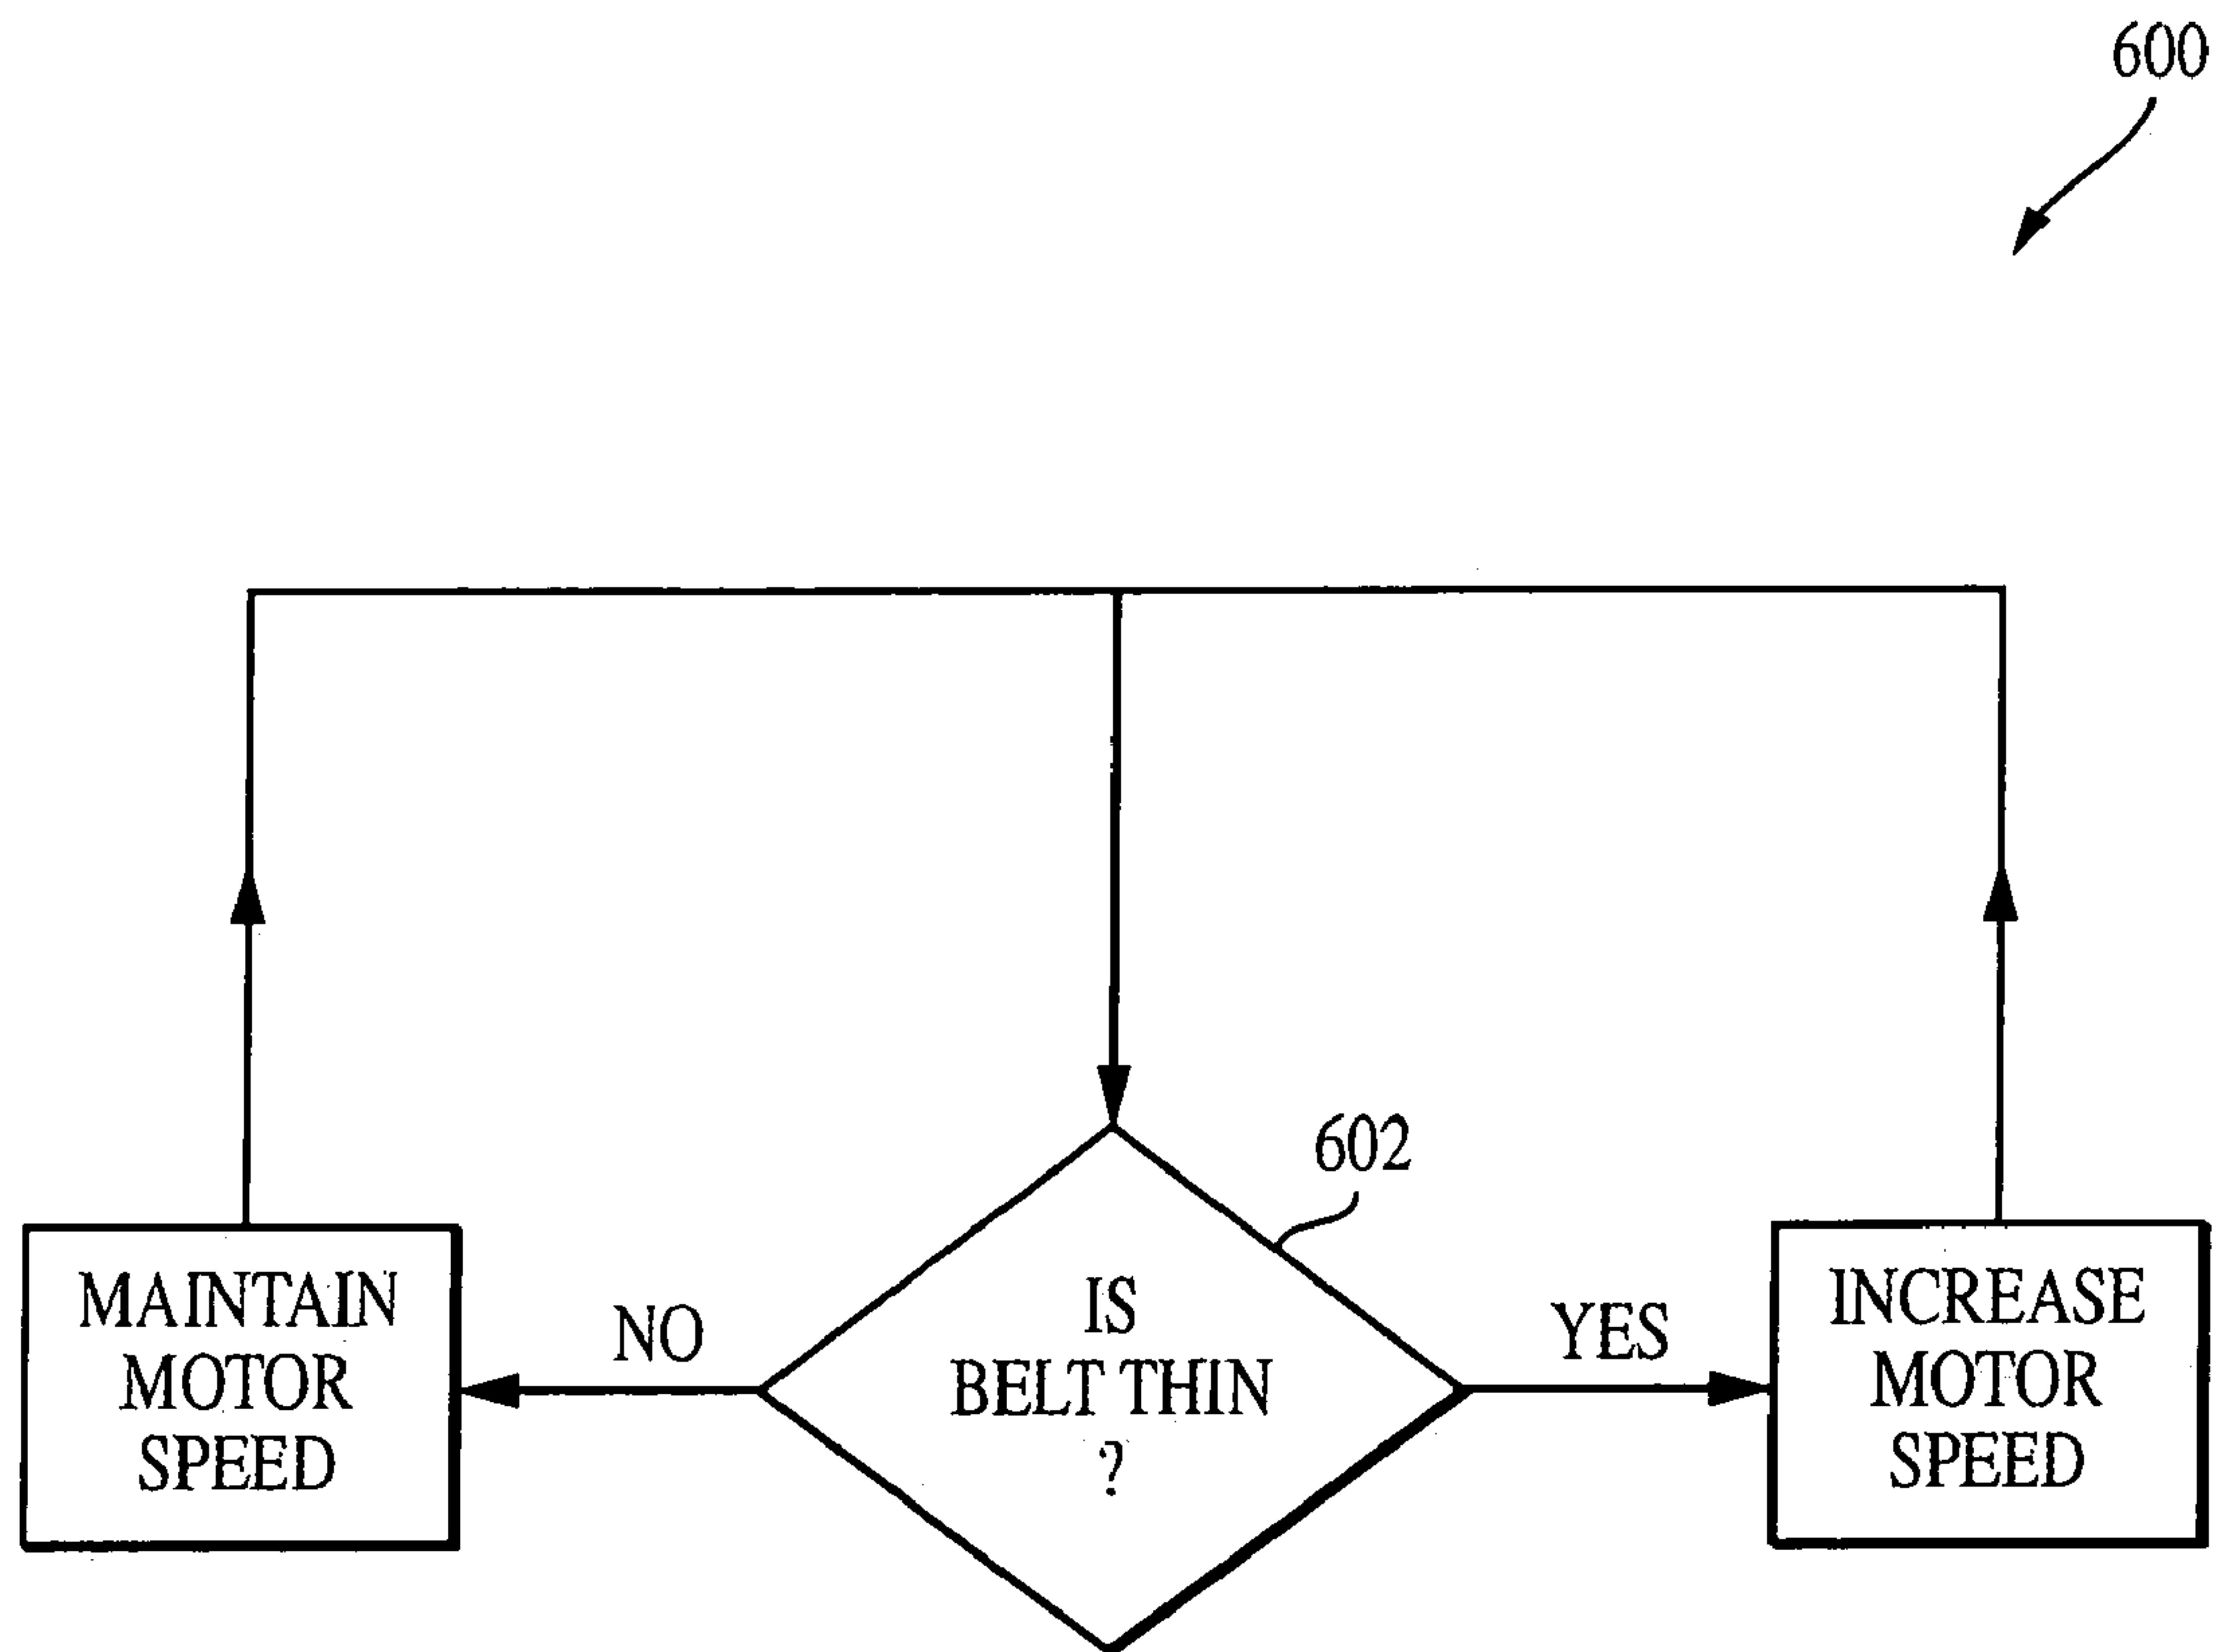 600
602
MAINTAIN
MOTOR
SPEED
NO
IS
BELT THIN
?
YES
INCREASE
MOTOR
SPEED